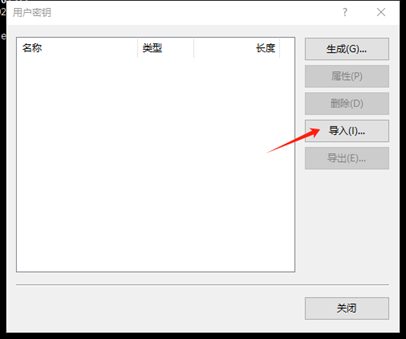 用户密钥
名称 类型 长度
生成(G)...
属性(P)
删除(D)
导入(I)...
导出(E)...
关闭